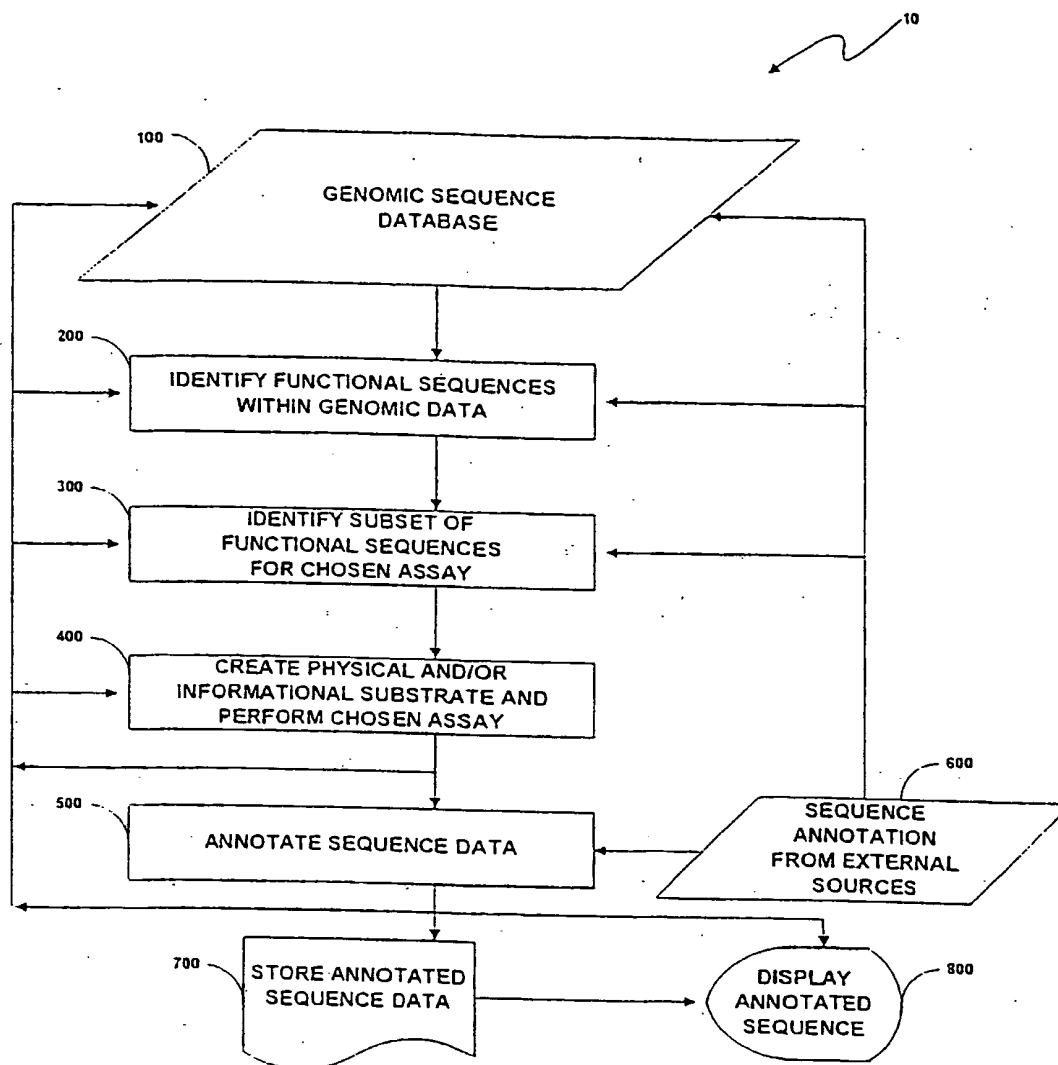 10
100
GENOMIC SEQUENCE
DATABASE
200
IDENTIFY FUNCTIONAL SEQUENCES
WITHIN GENOMIC DATA
300
IDENTIFY SUBSET OF
FUNCTIONAL SEQUENCES
FOR CHOSEN ASSAY
400
CREATE PHYSICAL AND/OR
INFORMATIONAL SUBSTRATE AND
PERFORM CHOSEN ASSAY
500
ANNOTATE SEQUENCE DATA
600
SEQUENCE
ANNOTATION
FROM EXTERNAL
SOURCES
700
STORE ANNOTATED
SEQUENCE DATA
DISPLAY
ANNOTATED
SEQUENCE
800